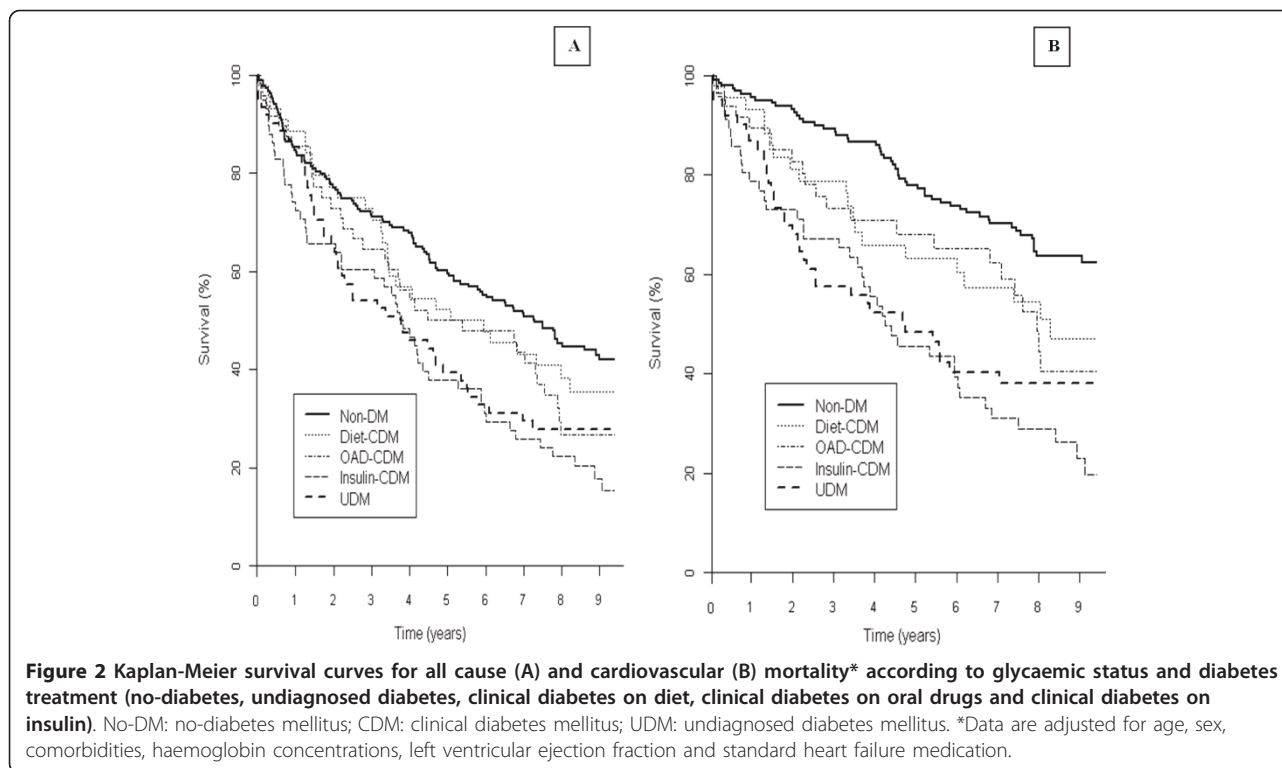 A
B
100
80
60
40
20
0
Survival (%)
Non-DM
Diet-CDM
OAD-CDM
Insulin-CDM
UDM
0 1 2 3 4 5 6 7 8 9
Time (years)
100
80
60
40
20
0
Survival (%)
Non-DM
Diet-CDM
OAD-CDM
Insulin-CDM
UDM
0 1 2 3 4 5 6 7 8 9
Time (years)
Figure 2 Kaplan-Meier survival curves for all cause (A) and cardiovascular (B) mortality* according to glycaemic status and diabetes
treatment (no-diabetes, undiagnosed diabetes, clinical diabetes on diet, clinical diabetes on oral drugs and clinical diabetes on
insulin). No-DM: no-diabetes mellitus; CDM: clinical diabetes mellitus; UDM: undiagnosed diabetes mellitus. *Data are adjusted for age, sex,
comorbidities, haemoglobin concentrations, left ventricular ejection fraction and standard heart failure medication.